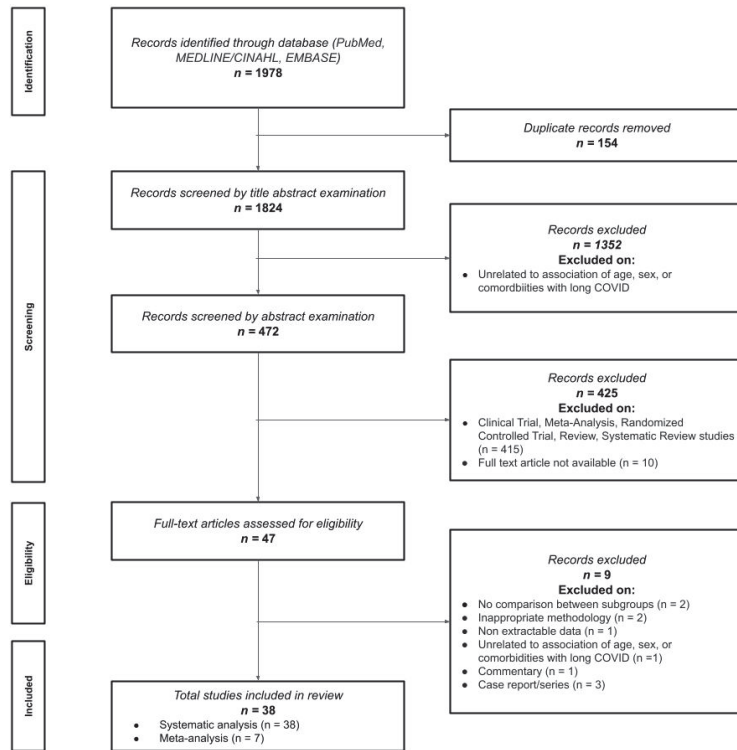 Identification
Records identified through database (PubMed,
MEDLINE/CINAHL, EMBASE)
n = 1978
Duplicate records removed
n = 154
Screening
Records screened by title abstract examination
n = 1824
Records excluded
n = 1352
Excluded on:
● Unrelated to association of age, sex, or
comordbiities with long COVID
Records screened by abstract examination
n = 472
Records excluded
n = 425
Excluded on:
● Clinical Trial, Meta-Analysis, Randomized
Controlled Trial, Review, Systematic Review studies
(n = 415)
● Full text article not available (n = 10)
Eligibility
Full-text articles assessed for eligibility
n = 47
Records excluded
n = 9
Excluded on:
● No comparison between subgroups (n = 2)
● Inappropriate methodology (n = 2)
● Non extractable data (n = 1)
● Unrelated to association of age, sex, or
comorbidities with long COVID (n =1)
● Commentary (n = 1)
● Case report/series (n = 3)
Included
Total studies included in review
n = 38
● Systematic analysis (n = 38)
● Meta-analysis (n = 7)